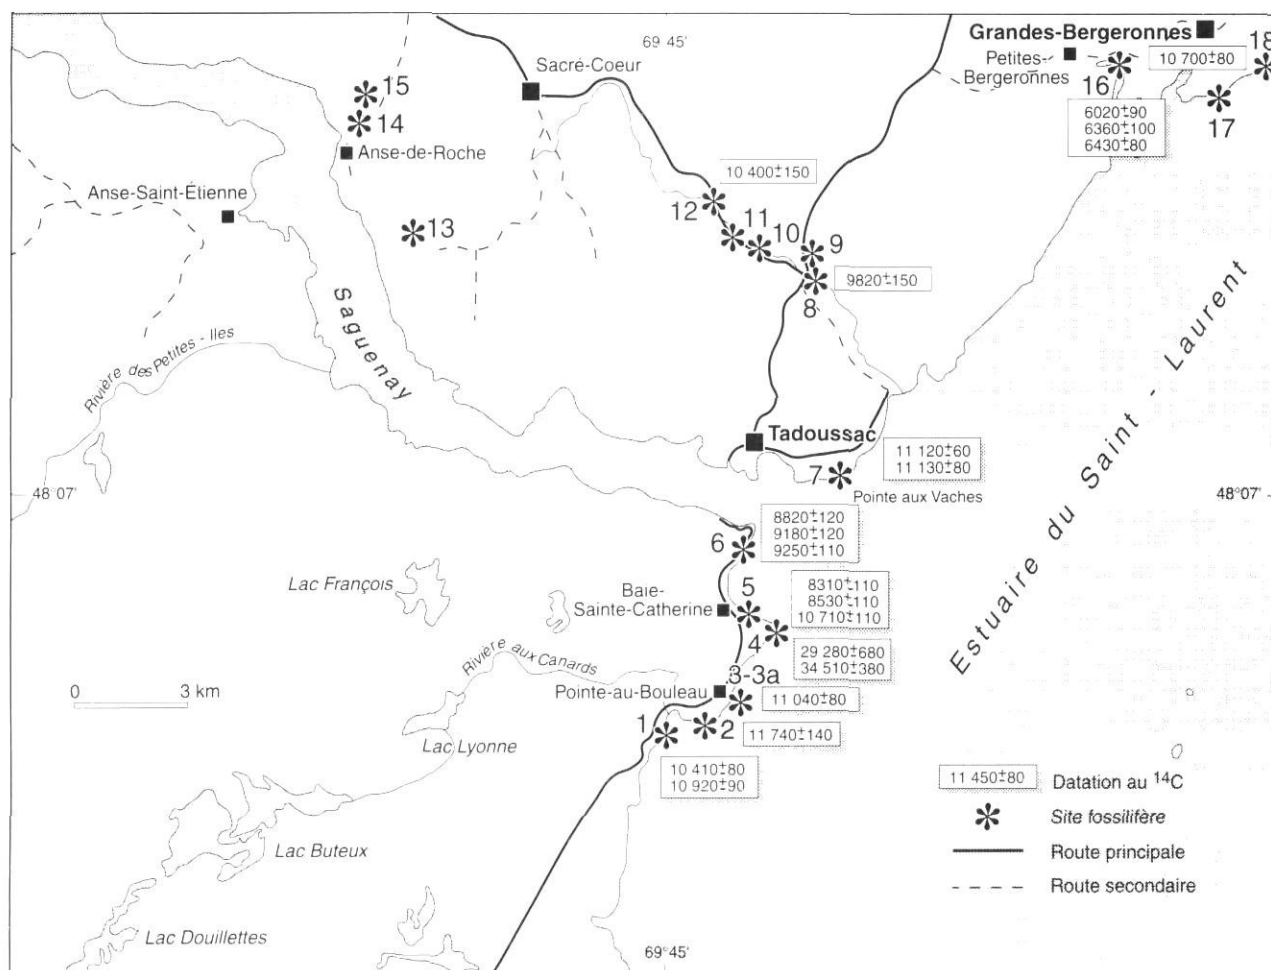 69 45'
Grandes-Bergeronnes
18
Petites-
Bergeronnes
10 700±80
Sacré-Coeur
15
16
17
6020±90
6360±100
6430±80
14
Anse-de-Roche
10 400±150
Anse-Saint-Étienne
12
11
10
9
13
9820±150
8
Saguenay
Rivière des Petites-Iles
Estuaire du Saint-Laurent
Tadoussac
11 120±60
11 130±80
7
Pointe aux Vaches
48 07'
48°07'
8820±120
9180±120
9250±110
6
Lac François
5
8310±110
8530±110
10 710±110
Baie-
Sainte-Catherine
4
29 280±680
34 510±380
Rivière aux Canards
0 3 km
3-3a
Pointe-au-Bouleau
11 040±80
1
2
11 740±140
Lac Lyonne
10 410±80
10 920±90
11 450±80
Datation au 14C
Site fossilifère
Route principale
Route secondaire
Lac Buteux
Lac Douillettes
69°45'